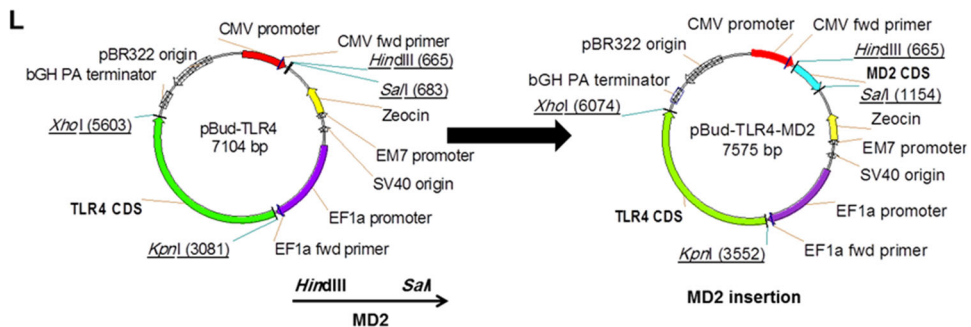 L
CMV promoter
CMV fwd primer
HindIII (665)
SalI (683)
Zeocin
EM7 promoter
SV40 origin
EF1a promoter
EF1a fwd primer
KpnI (3081)
TLR4 CDS
XhoI (5603)
bGH PA terminator
pBR322 origin
pBud-TLR4
7104 bp
HindIII SalI
MD2
CMV promoter
CMV fwd primer
HindIII (665)
MD2 CDS
SalI (1154)
Zeocin
EM7 promoter
SV40 origin
EF1a promoter
EF1a fwd primer
KpnI (3552)
TLR4 CDS
XhoI (6074)
bGH PA terminator
pBR322 origin
pBud-TLR4-MD2
7575 bp
MD2 insertion